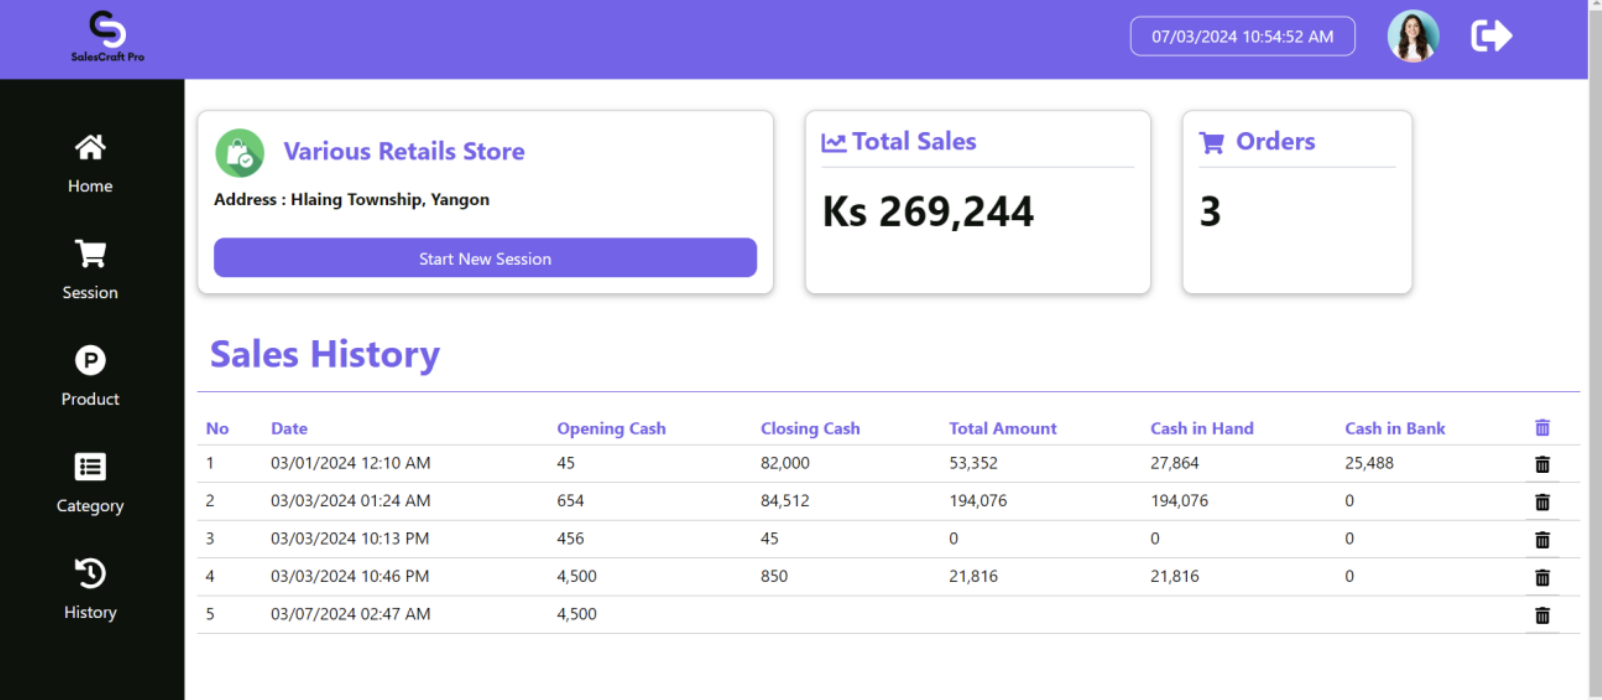 SalesCraft Pro
07/03/2024 10:54:52 AM
Home
Session
Product
Category
History
Various Retails Store
Address : Hlaing Township, Yangon
Start New Session
Total Sales
Ks 269,244
Orders
3
Sales History
No Date Opening Cash Closing Cash Total Amount Cash in Hand Cash in Bank
1 03/01/2024 12:10 AM 45 82,000 53,352 27,864 25,488
2 03/03/2024 01:24 AM 654 84,512 194,076 194,076 0
3 03/03/2024 10:13 PM 456 45 0 0 0
4 03/03/2024 10:46 PM 4,500 850 21,816 21,816 0
5 03/07/2024 02:47 AM 4,500